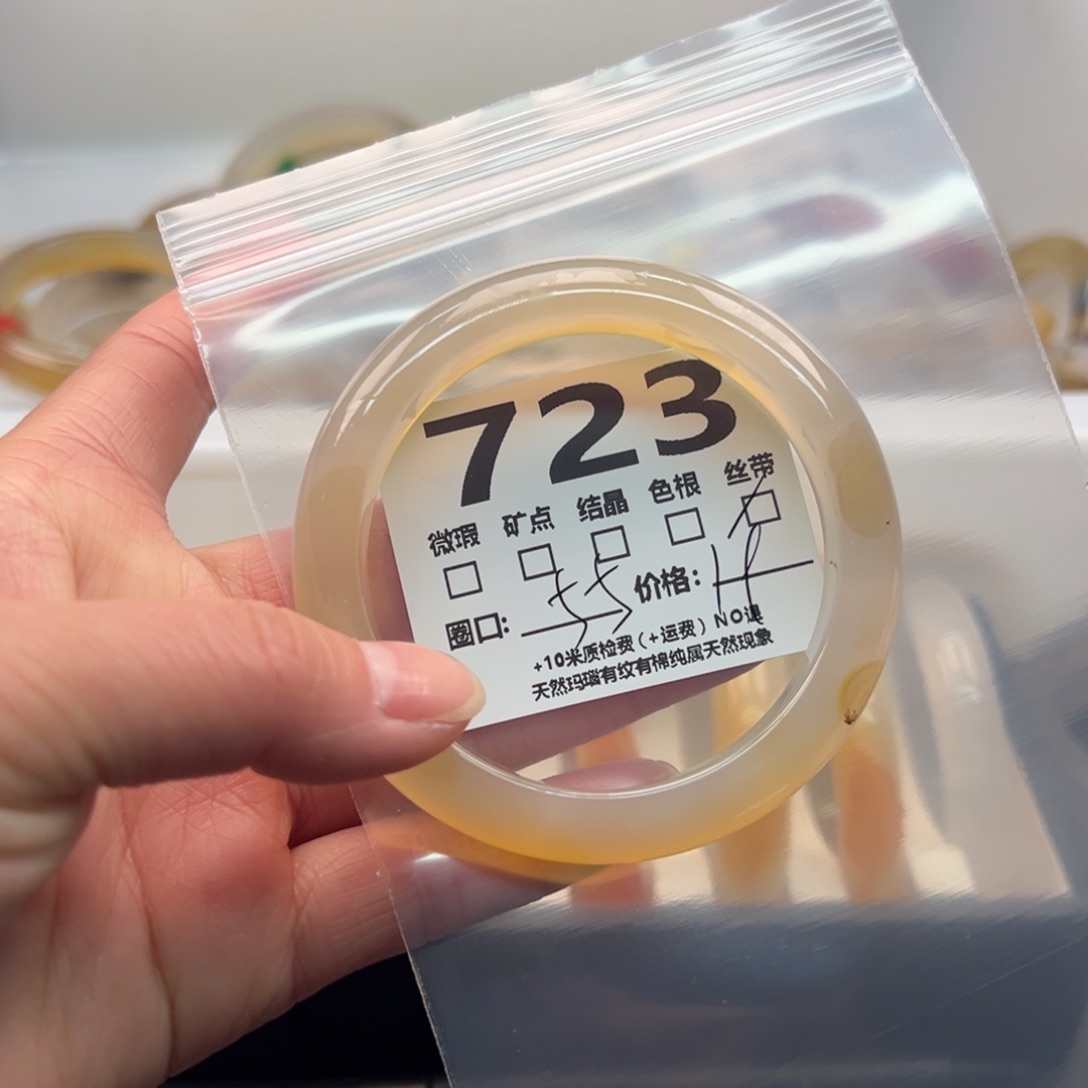 723
微瑕 矿点 结晶 色根 丝带
圈口: 55 价格:
+10米质检费(+运费)NO退
天然玛瑙有纹有棉纯属天然现象